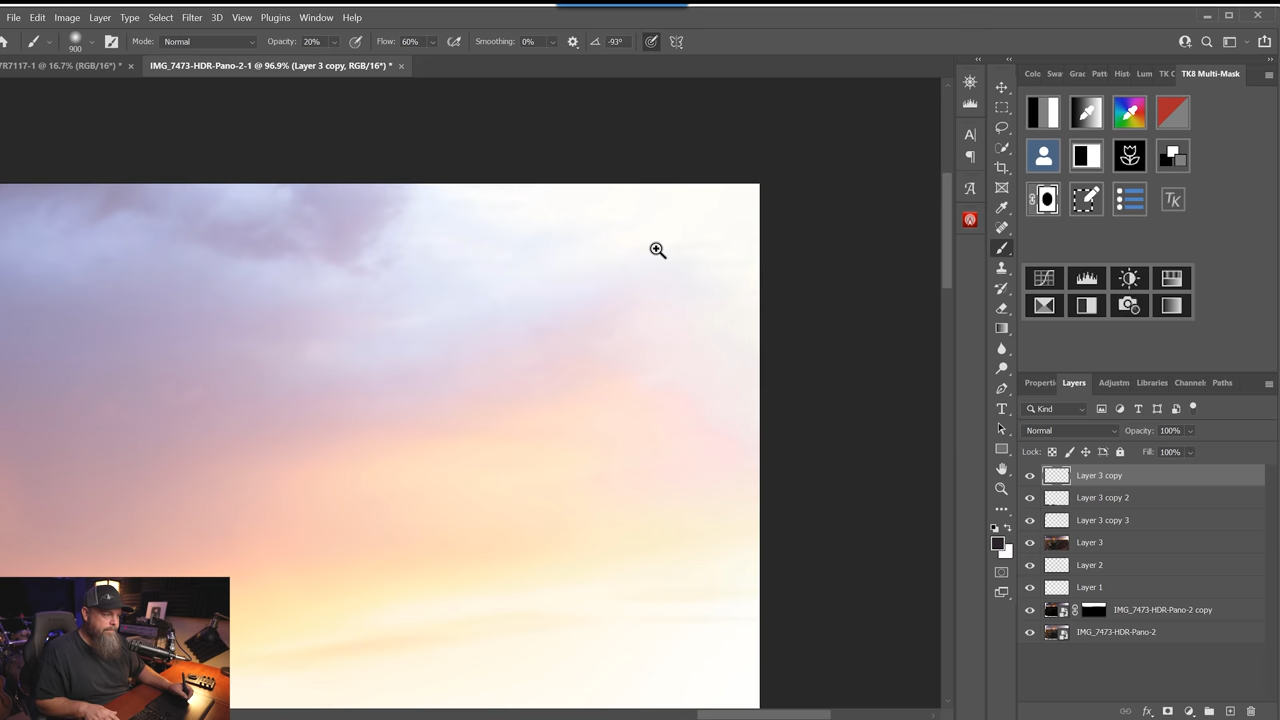 File Edit Image Layer Type Select Filter 3D View Plugins Window Help
900 Mode: Normal Opacity: 20% Flow: 60% Smoothing: 0% -93°
7R7117-1 @ 16.7% (RGB/16*) * × IMG_7473-HDR-Pano-2-1 @ 96.9% (Layer 3 copy, RGB/16*) * ×
Colc Swa Grac Patt Hist Lum TK C TK8 Multi-Mask
TK
Properti Layers Adjustm Libraries Channel Paths
Kind
Normal Opacity: 100%
Lock: Fill: 100%
Layer 3 copy
Layer 3 copy 2
Layer 3 copy 3
Layer 3
Layer 2
Layer 1
IMG_7473-HDR-Pano-2 copy
IMG_7473-HDR-Pano-2
fx